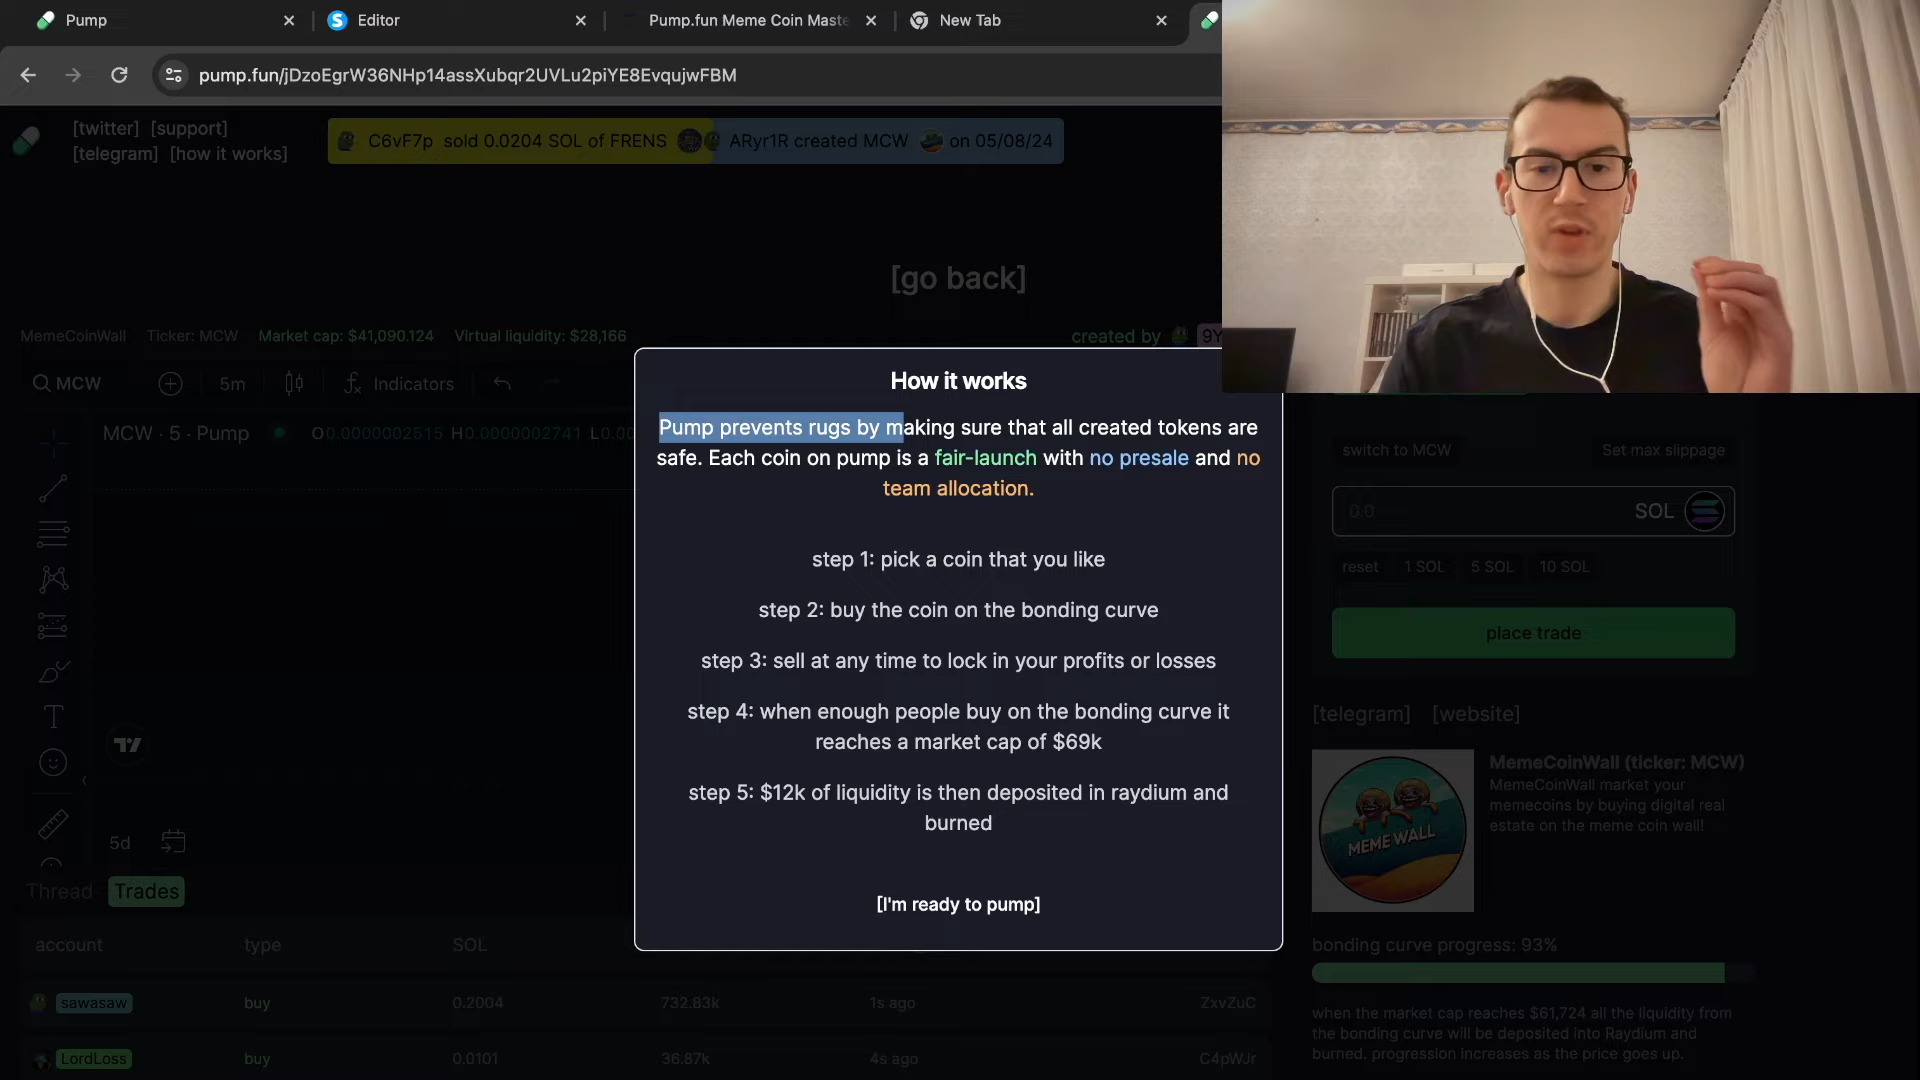 Pump
Editor
Pump.fun Meme Coin Maste
New Tab
pump.fun/jDzoEgrW36NHp14assXubqr2UVLu2piYE8EvqujwFBM
[twitter] [support]
[telegram] [how it works]
C6vF7p sold 0.0204 SOL of FRENS
ARyr1R created MCW on 05/08/24
[go back]
MemeCoinWall Ticker: MCW Market cap: $41,090.124 Virtual liquidity: $28,166
created by 9Y
MCW 5m Indicators
MCW · 5 · Pump O0.0000002515 H0.0000002741 L0.00
How it works
Pump prevents rugs by making sure that all created tokens are
safe. Each coin on pump is a fair-launch with no presale and no
team allocation.
step 1: pick a coin that you like
step 2: buy the coin on the bonding curve
step 3: sell at any time to lock in your profits or losses
step 4: when enough people buy on the bonding curve it
reaches a market cap of $69k
step 5: $12k of liquidity is then deposited in raydium and
burned
[I'm ready to pump]
switch to MCW Set max slippage
0.0 SOL
reset 1 SOL 5 SOL 10 SOL
place trade
[telegram] [website]
MEME WALL
MemeCoinWall (ticker: MCW)
MemeCoinWall market your
memecoins by buying digital real
estate on the meme coin wall!
bonding curve progress: 93%
when the market cap reaches $61,724 all the liquidity from
the bonding curve will be deposited into Raydium and
burned. progression increases as the price goes up.
5d
Thread Trades
account type SOL
sawasaw buy 0.2004 732.83k 1s ago ZxvZuC
LordLoss buy 0.0101 36.87k 4s ago C4pWJr